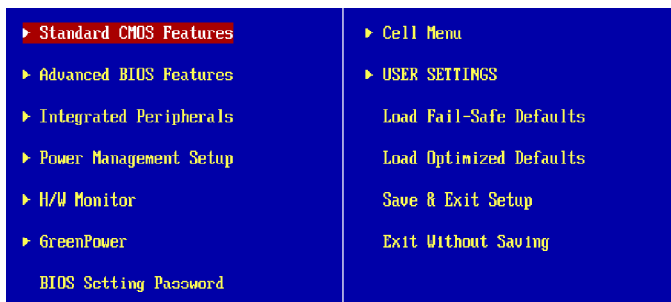 Standard CMOS Features
Advanced BIOS Features
Integrated Peripherals
Power Management Setup
H/W Monitor
GreenPower
BIOS Setting Password
Cell Menu
USER SETTINGS
Load Fail-Safe Defaults
Load Optimized Defaults
Save & Exit Setup
Exit Without Saving